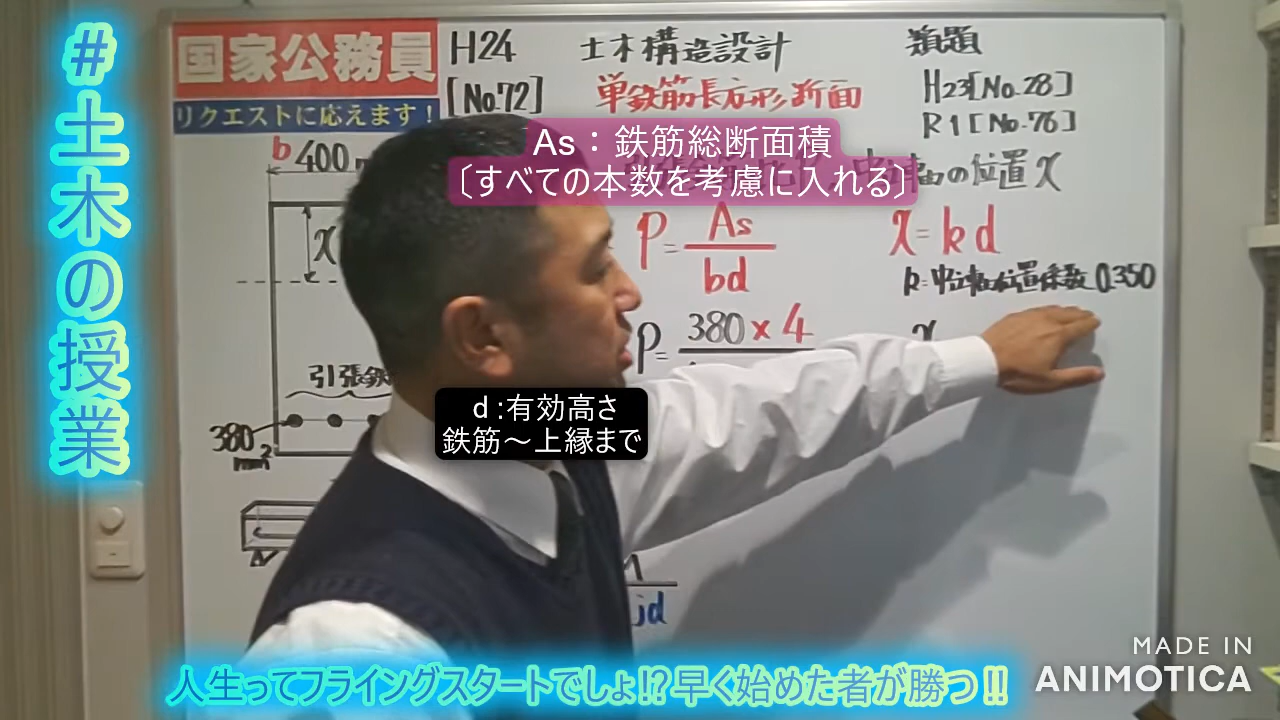 #土木の授業
国家公務員
リクエストに応えます!
H24
[No.72]
土木構造設計
単鉄筋長方形断面
類題
H23[No.28]
R1[No.76]
As：鉄筋総断面積
〔すべての本数を考慮に入れる〕
中立軸の位置 x
b 400
x
p = As / bd
x = kd
k=中立軸位置係数 0.350
p = 380 × 4
x
引張鉄
380 mm²
d :有効高さ
鉄筋〜上縁まで
jd
人生ってフライングスタートでしょ!?早く始めた者が勝つ!!
MADE IN
ANIMOTICA